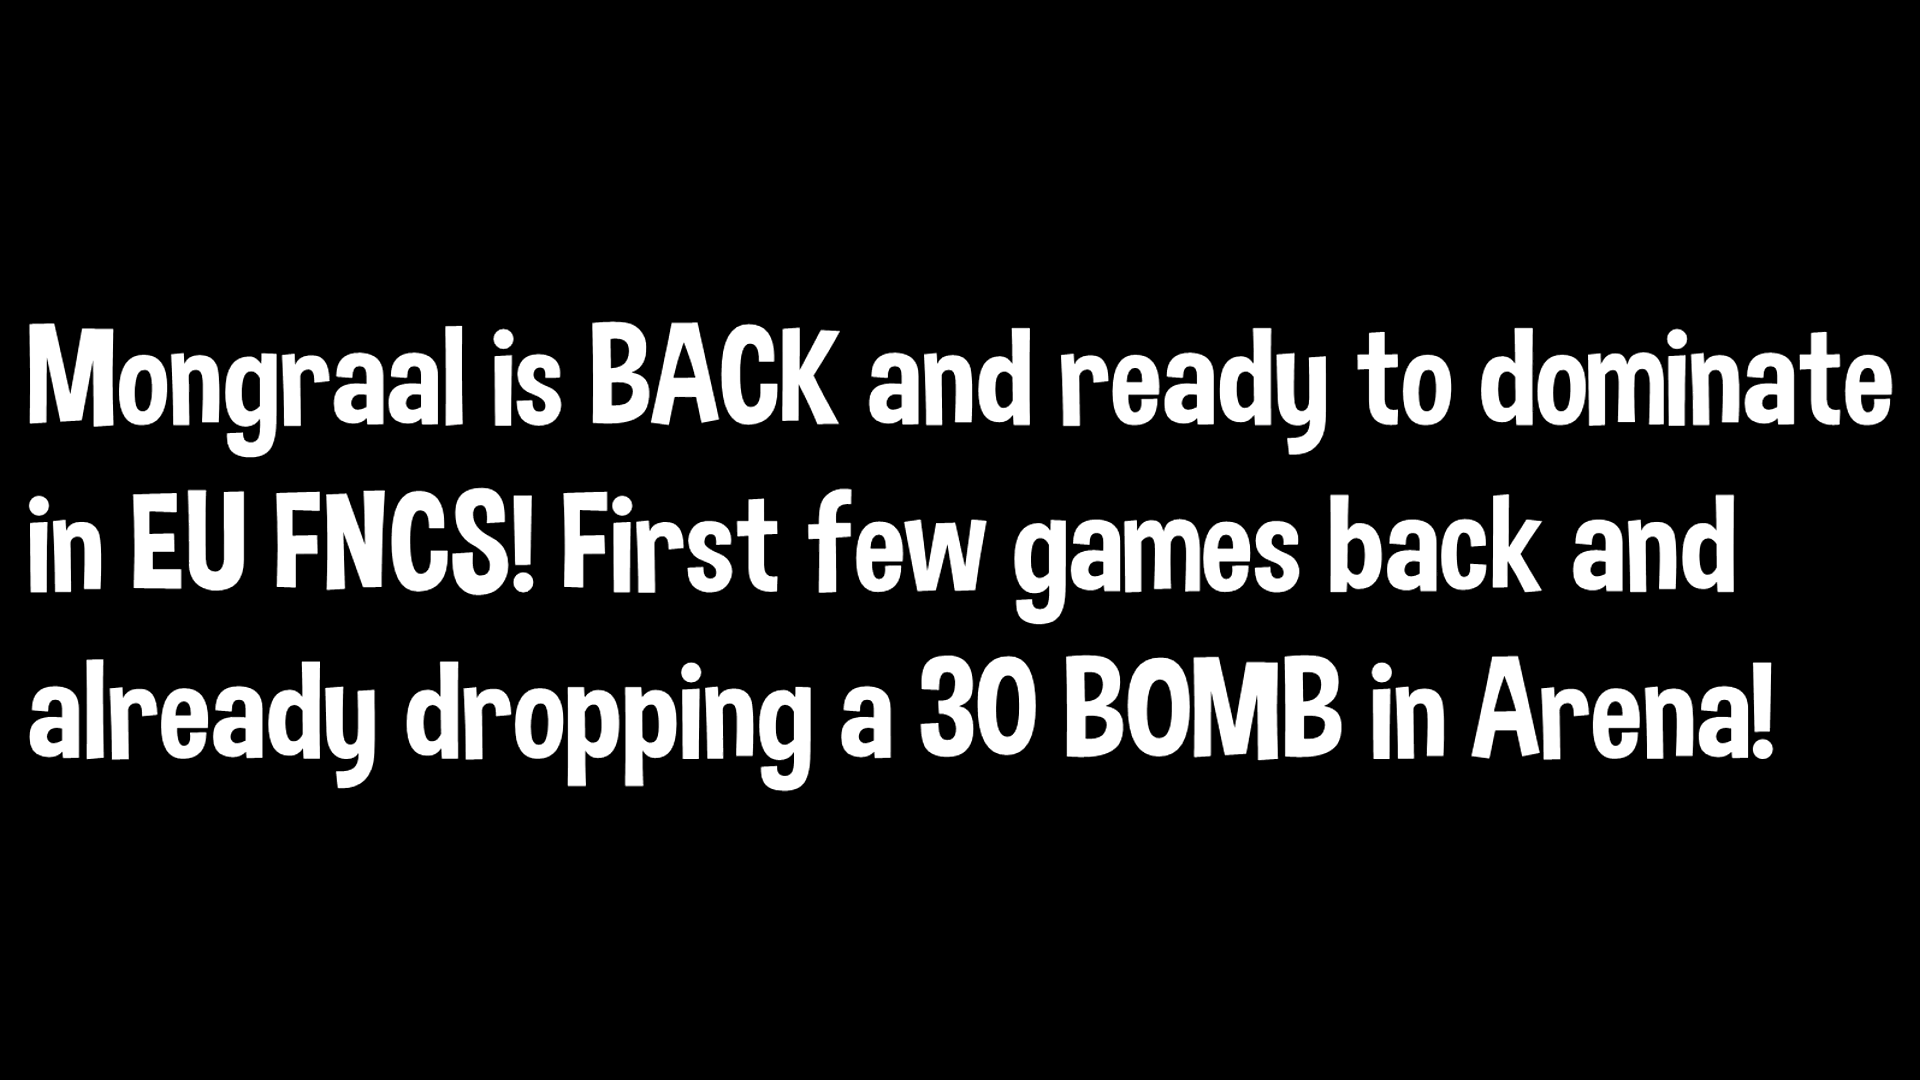 Mongraal is BACK and ready to dominate
in EU FNCS! First few games back and
already dropping a 30 BOMB in Arena!